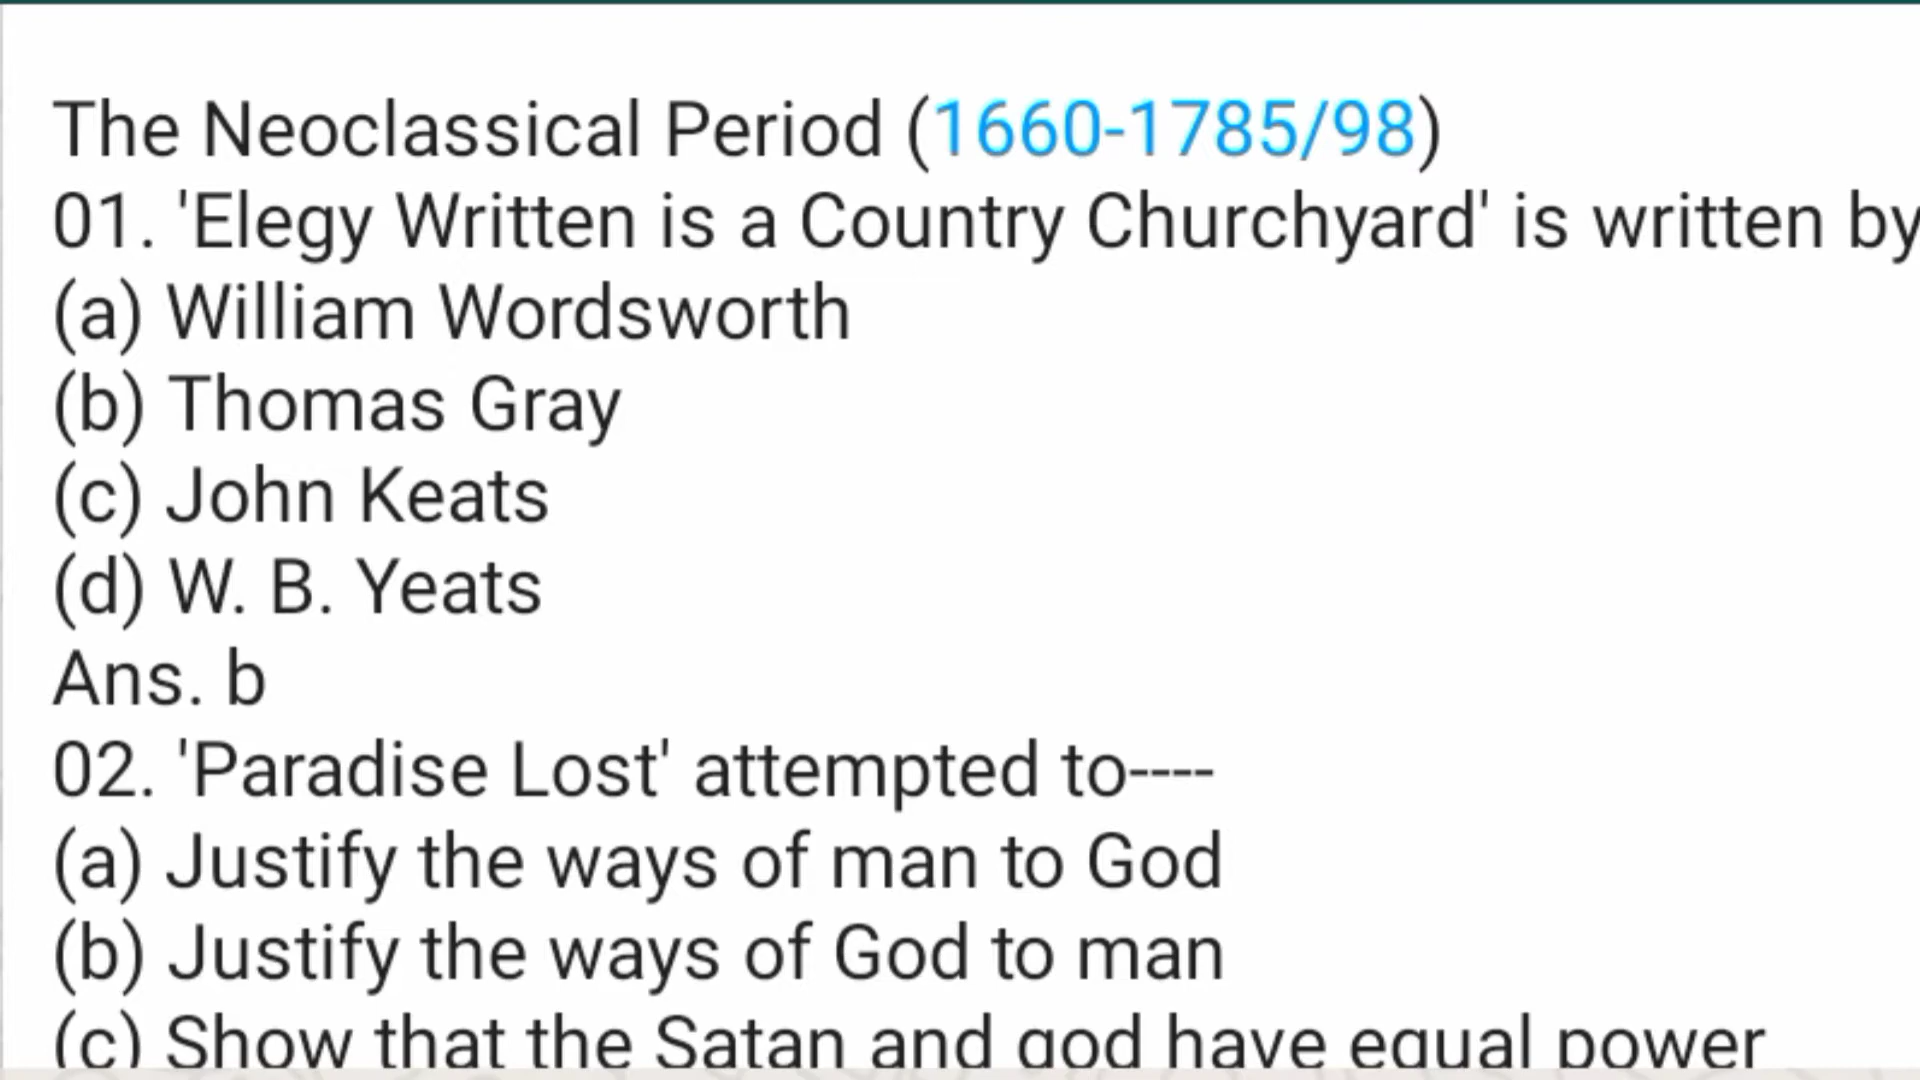 The Neoclassical Period (1660-1785/98)
01. 'Elegy Written is a Country Churchyard' is written by
(a) William Wordsworth
(b) Thomas Gray
(c) John Keats
(d) W. B. Yeats
Ans. b
02. 'Paradise Lost' attempted to----
(a) Justify the ways of man to God
(b) Justify the ways of God to man
(c) Show that the Satan and god have equal power